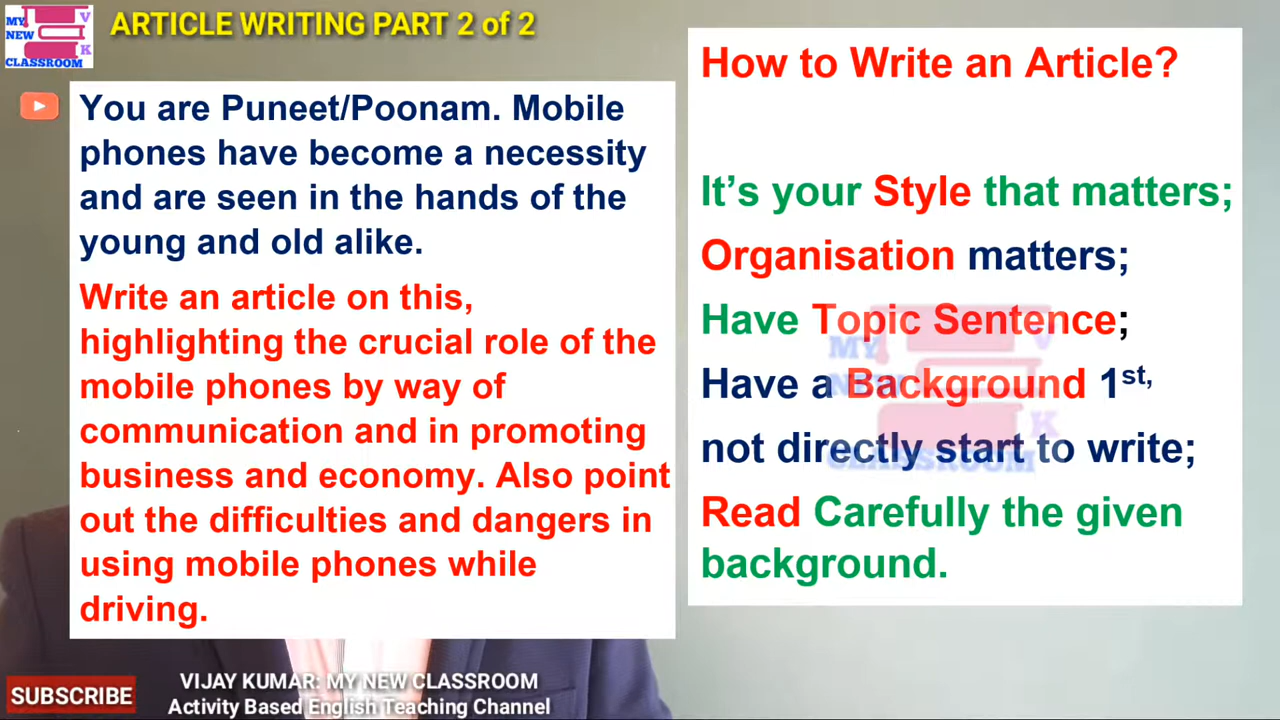 MY
NEW
CLASSROOM
V
K
ARTICLE WRITING PART 2 of 2
You are Puneet/Poonam. Mobile
phones have become a necessity
and are seen in the hands of the
young and old alike.
Write an article on this,
highlighting the crucial role of the
mobile phones by way of
communication and in promoting
business and economy. Also point
out the difficulties and dangers in
using mobile phones while
driving.
How to Write an Article?
It’s your Style that matters;
Organisation matters;
Have Topic Sentence;
Have a Background 1st,
not directly start to write;
Read Carefully the given
background.
MY
NEW
CLASSROOM
V
K
SUBSCRIBE
VIJAY KUMAR: MY NEW CLASSROOM
Activity Based English Teaching Channel